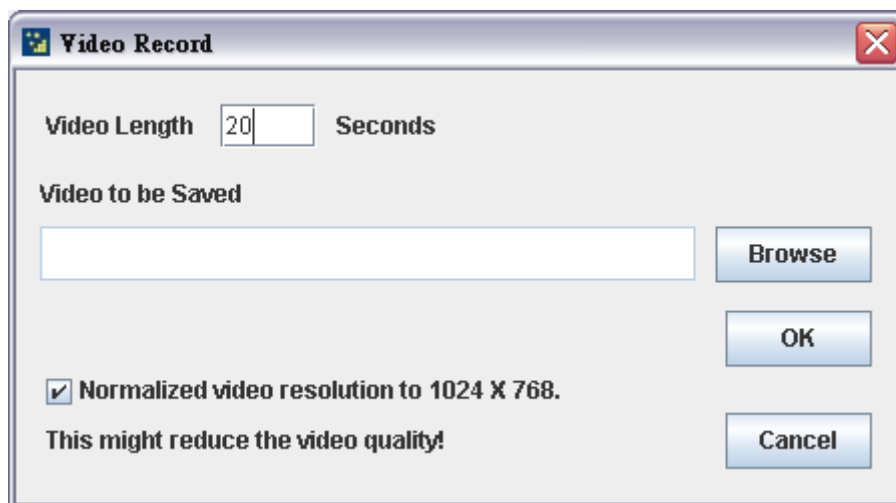 Video Record
Video Length 20 Seconds
Video to be Saved
Browse
OK
Normalized video resolution to 1024 X 768.
This might reduce the video quality!
Cancel